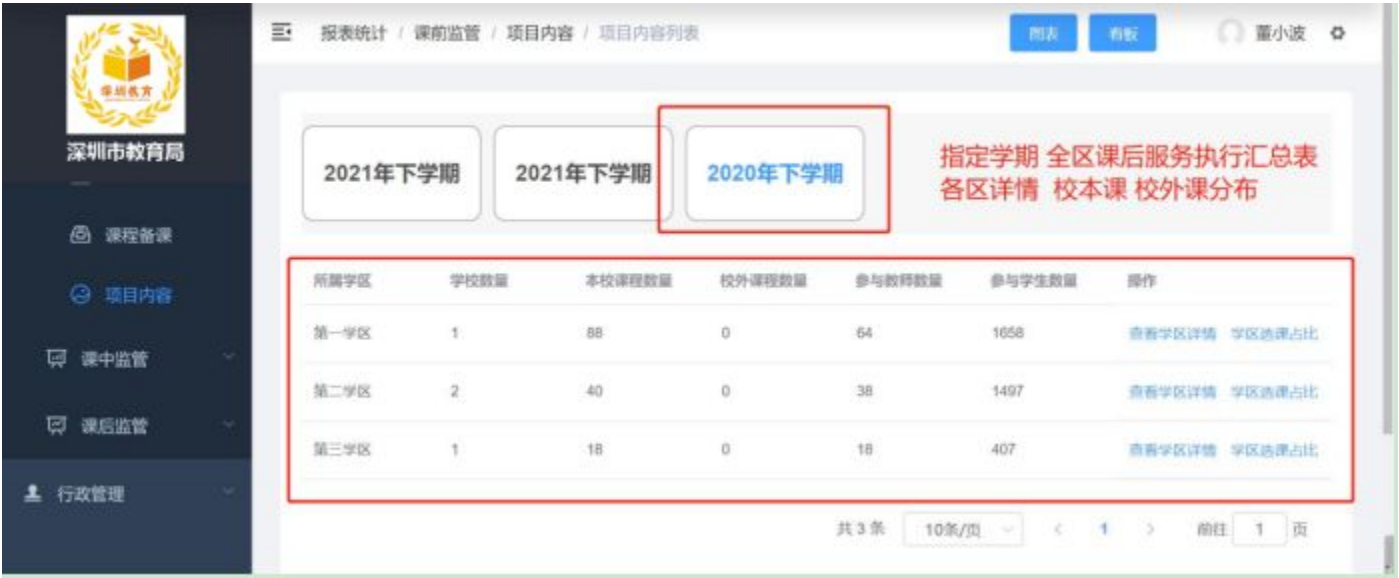 报表统计 / 课前监管 / 项目内容 / 项目内容列表
图表 看板 董小波
深圳教育
深圳市教育局
课程备课
项目内容
课中监管
课后监管
行政管理
2021年下学期 2021年下学期 2020年下学期
指定学期 全区课后服务执行汇总表
各区详情 校本课 校外课分布
所属学区 学校数量 本校课程数量 校外课程数量 参与教师数量 参与学生数量 操作
第一学区 1 88 0 64 1658 查看学区详情 学区选课占比
第二学区 2 40 0 38 1497 查看学区详情 学区选课占比
第三学区 1 18 0 18 407 查看学区详情 学区选课占比
共 3 条 10条/页 < 1 > 前往 1 页